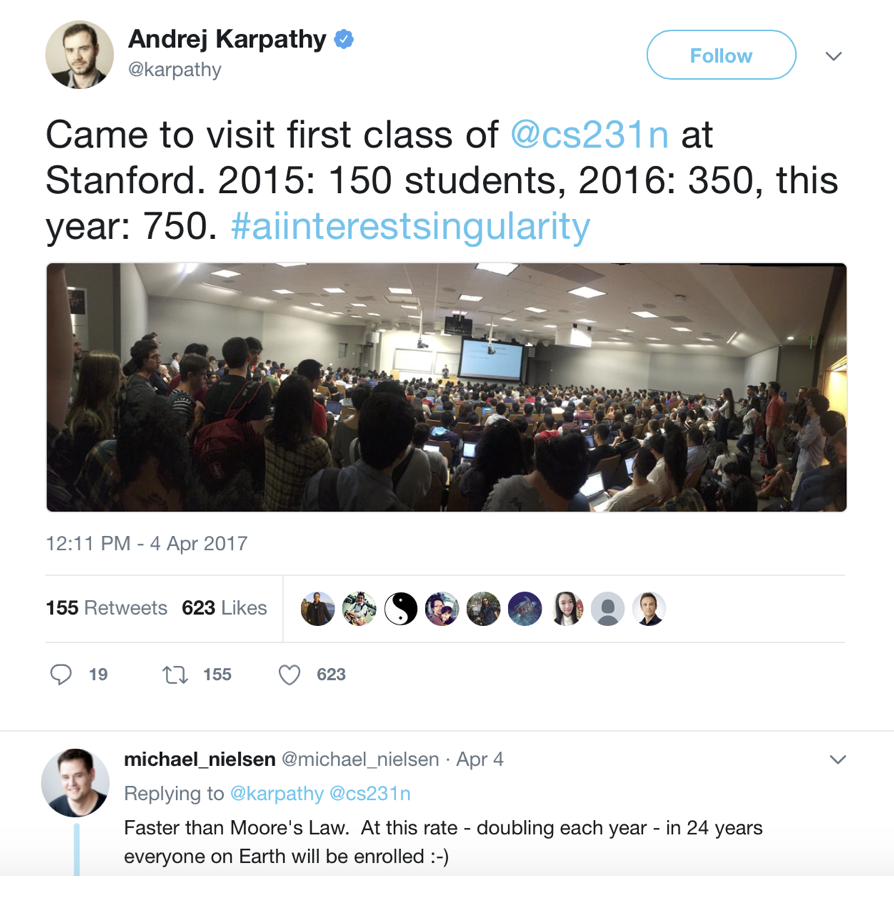 Andrej Karpathy
@karpathy
Follow
Came to visit first class of @cs231n at
Stanford. 2015: 150 students, 2016: 350, this
year: 750. #aiinterestsingularity
12:11 PM - 4 Apr 2017
155 Retweets 623 Likes
19 155 623
michael_nielsen @michael_nielsen · Apr 4
Replying to @karpathy @cs231n
Faster than Moore's Law.  At this rate - doubling each year - in 24 years
everyone on Earth will be enrolled :-)